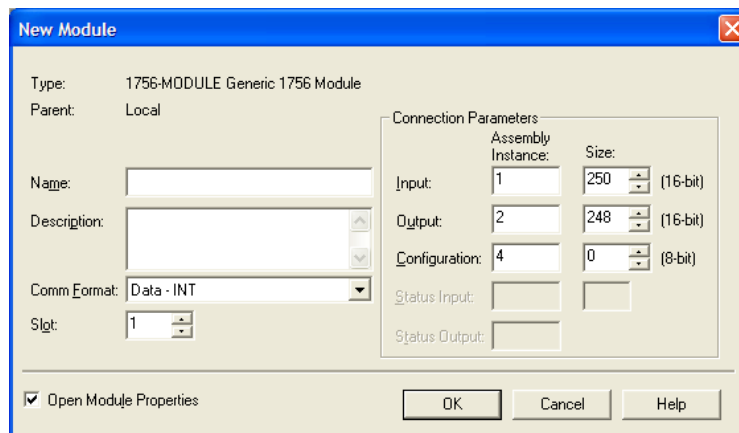 New Module
Type: 1756-MODULE Generic 1756 Module
Parent: Local
Connection Parameters
Assembly Instance: Size:
Name:
Input: 1 250 (16-bit)
Description:
Output: 2 248 (16-bit)
Configuration: 4 0 (8-bit)
Comm Format: Data - INT
Status Input:
Slot: 1
Status Output:
Open Module Properties
OK Cancel Help